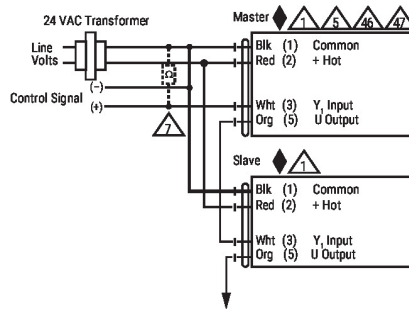 24 VAC Transformer
Master 1 5 46 47
Line Volts
Blk (1) Common
Red (2) + Hot
Ω
(−)
Control Signal (+)
Wht (3) Y, Input
Org (5) U Output
7
Slave 1
Blk (1) Common
Red (2) + Hot
Wht (3) Y, Input
Org (5) U Output